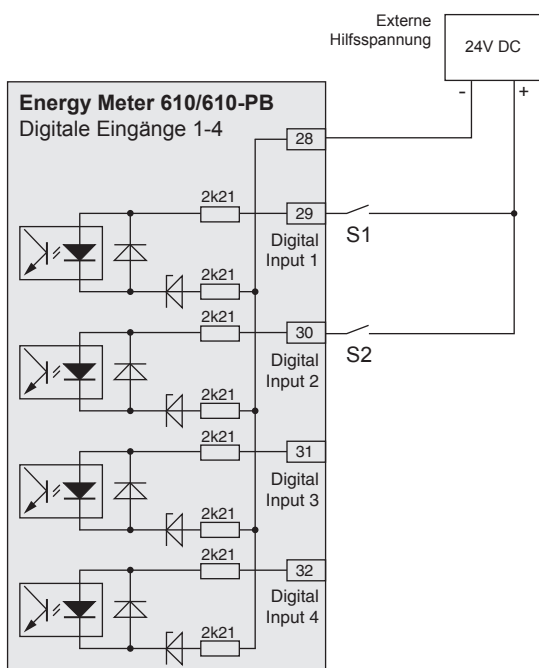 Externe
Hilfsspannung
24V DC
- +
Energy Meter 610/610-PB
Digitale Eingänge 1-4
28
2k21
29
S1
Digital
Input 1
2k21
2k21
30
S2
Digital
Input 2
2k21
2k21
31
Digital
Input 3
2k21
2k21
32
Digital
Input 4
2k21